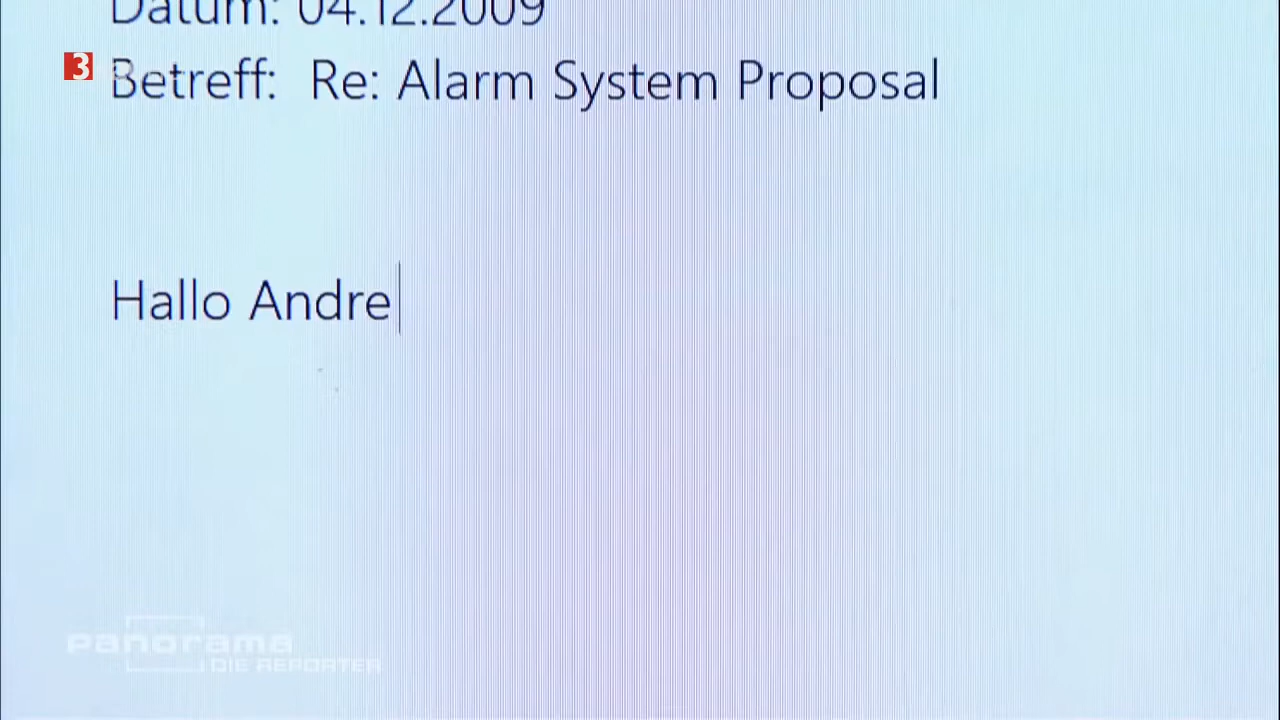 Datum: 04.12.2009
3
Betreff: Re: Alarm System Proposal
Hallo Andre
panorama
DIE REPORTER